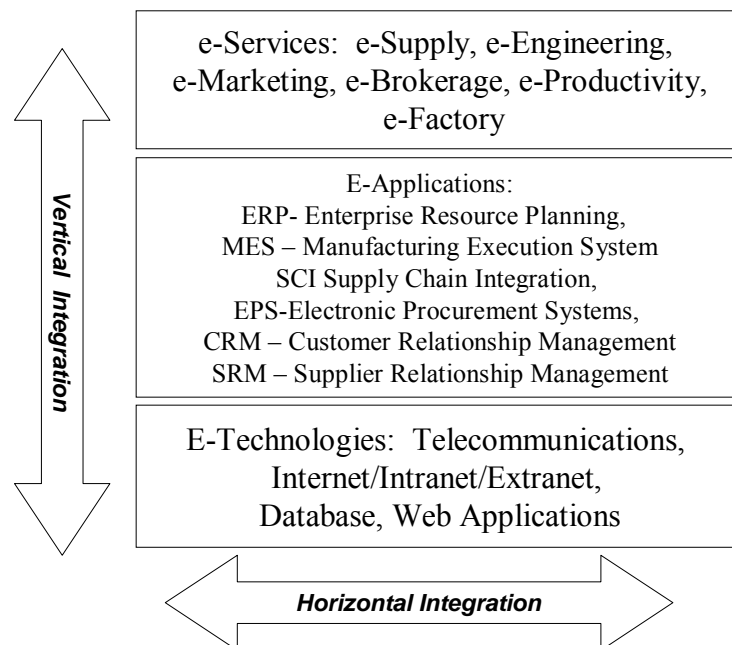 e-Services:  e-Supply, e-Engineering,
e-Marketing, e-Brokerage, e-Productivity,
e-Factory
Vertical  Integration
E-Applications:
ERP- Enterprise Resource Planning,
MES – Manufacturing Execution System
SCI Supply Chain Integration,
EPS-Electronic Procurement Systems,
CRM – Customer Relationship Management
SRM – Supplier Relationship Management
E-Technologies:  Telecommunications,
Internet/Intranet/Extranet,
Database, Web Applications
Horizontal Integration